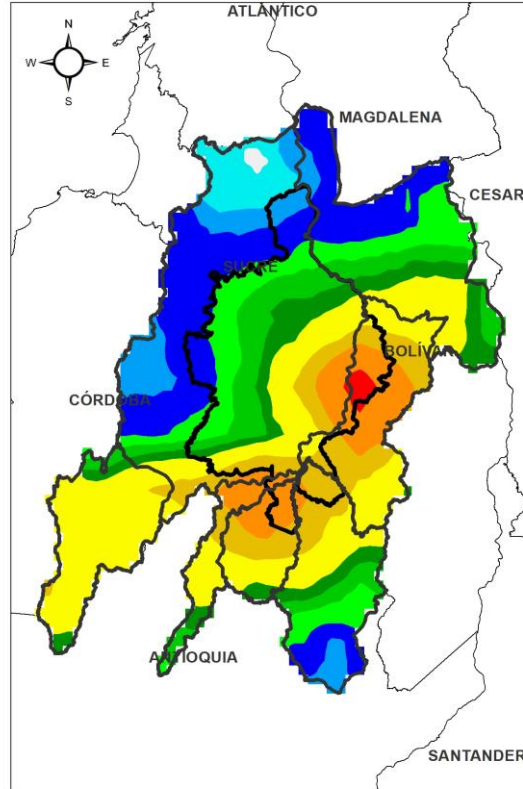 ATLÁNTICO
N
W E
S
MAGDALENA
CESAR
SUCRE
BOLÍVAR
CÓRDOBA
ANTIOQUIA
SANTANDER